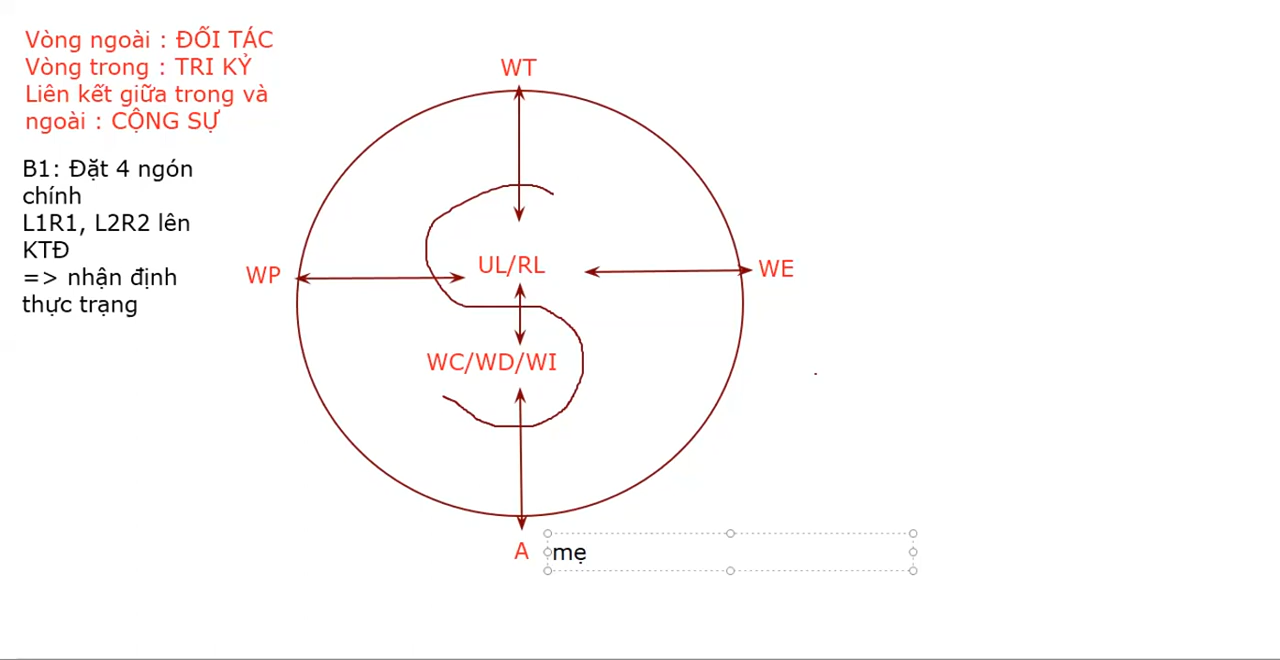 Vòng ngoài : ĐỐI TÁC
Vòng trong : TRI KỶ
Liên kết giữa trong và
ngoài : CỘNG SỰ
B1: Đặt 4 ngón
chính
L1R1, L2R2 lên
KTĐ
=> nhận định
thực trạng
WT
WP
UL/RL
WE
WC/WD/WI
A
mẹ